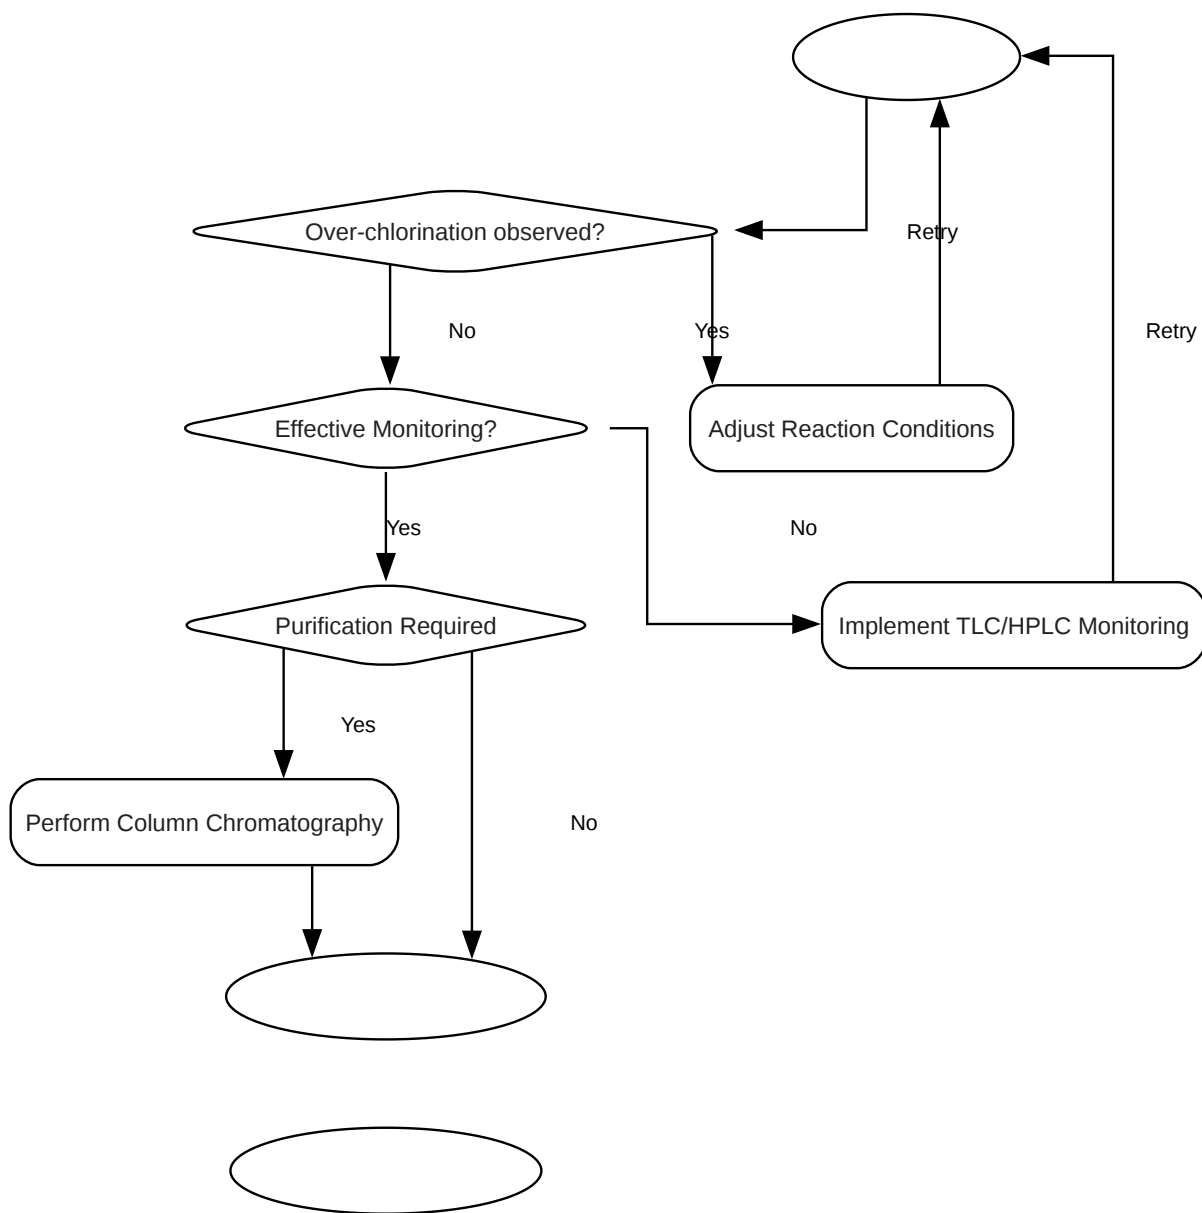 Over-chlorination observed?
Retry
No
Yes
Retry
Effective Monitoring?
Adjust Reaction Conditions
Yes
No
Purification Required
Implement TLC/HPLC Monitoring
Yes
Perform Column Chromatography
No